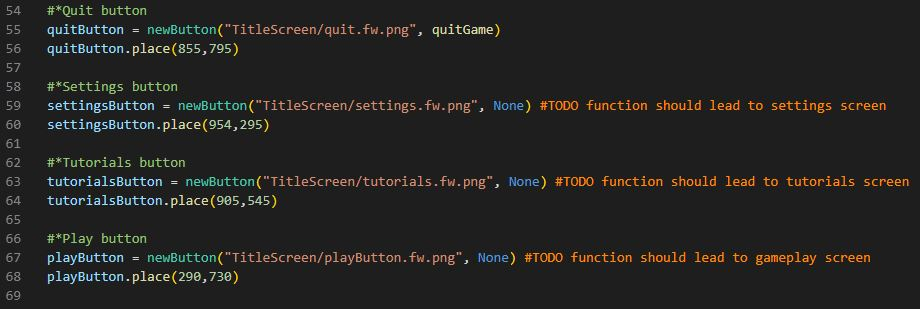 54 #*Quit button
55 quitButton = newButton("TitleScreen/quit.fw.png", quitGame)
56 quitButton.place(855,795)
57
58 #*Settings button
59 settingsButton = newButton("TitleScreen/settings.fw.png", None) #TODO function should lead to settings screen
60 settingsButton.place(954,295)
61
62 #*Tutorials button
63 tutorialsButton = newButton("TitleScreen/tutorials.fw.png", None) #TODO function should lead to tutorials screen
64 tutorialsButton.place(905,545)
65
66 #*Play button
67 playButton = newButton("TitleScreen/playButton.fw.png", None) #TODO function should lead to gameplay screen
68 playButton.place(290,730)
69